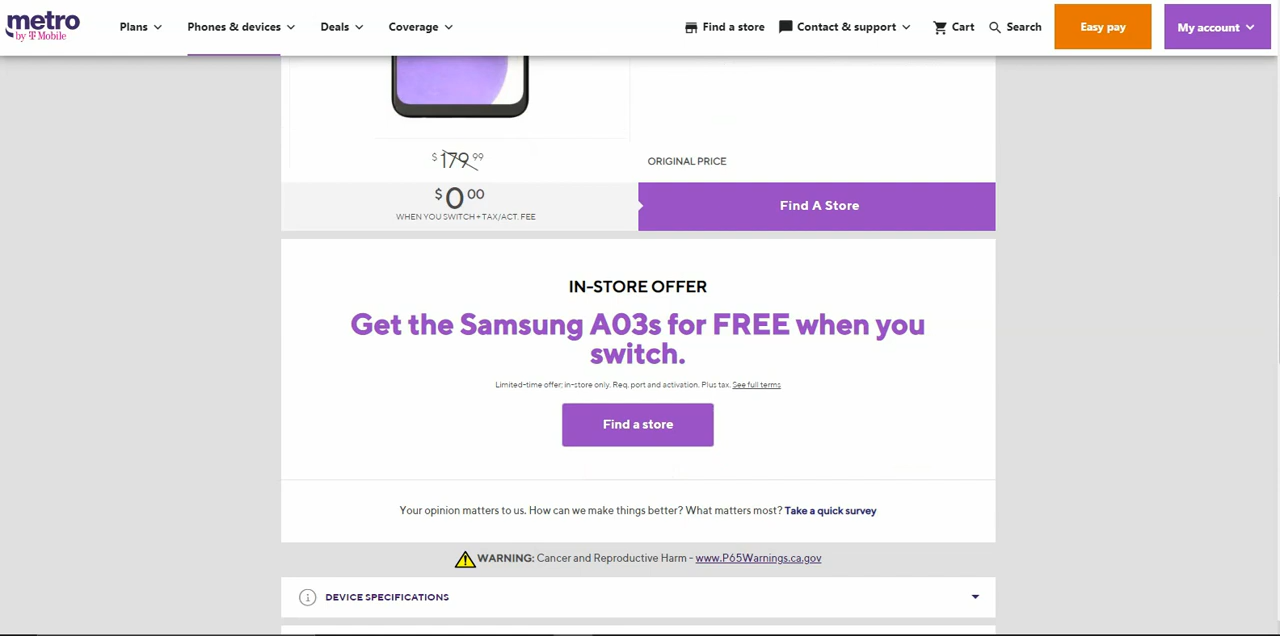 metro
by T Mobile
Plans
Phones & devices
Deals
Coverage
Find a store
Contact & support
Cart
Search
Easy pay
My account
$179.99
ORIGINAL PRICE
$0 00
WHEN YOU SWITCH + TAX/ACT. FEE
Find A Store
IN-STORE OFFER
Get the Samsung A03s for FREE when you
switch.
Limited-time offer; in-store only. Req. port and activation. Plus tax. See full terms
Find a store
Your opinion matters to us. How can we make things better? What matters most? Take a quick survey
WARNING: Cancer and Reproductive Harm - www.P65Warnings.ca.gov
DEVICE SPECIFICATIONS